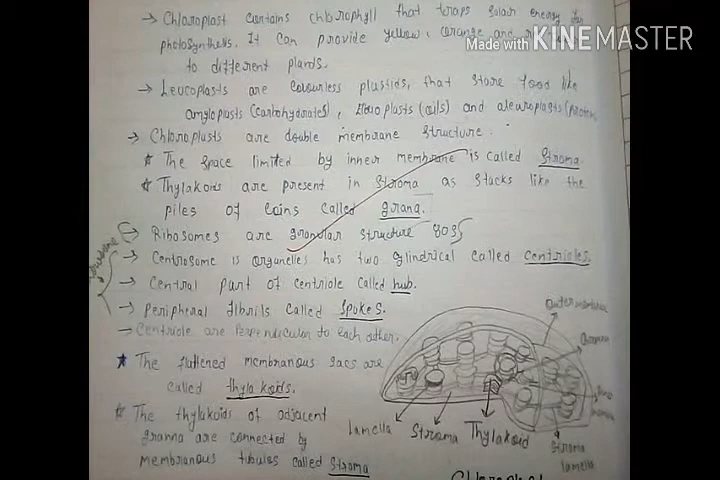 → Chloroplast contains chlorophyll that traps solar energy
photosynthesis. It can provide yellow, orange and
to different plants.
→ Leucoplasts are colourless plastids, that store food like
amyloplasts (carbohydrates), (oils) and aleuroplasts (protein
→ Chloroplasts are double membrane structure.
★ The space limited by inner membrane is called Stroma
★ Thylakoids are present in Stroma as stacks like the
piles of coins called grana.
→ Ribosomes are granular structure 80S
→ Centrosome is organelles has two cylindrical called centrioles.
→ Central part of centriole called hub.
→ Peripheral fibrils called Spokes.
→ Centriole are perpendicular to each other.
★ The flattened membranous sacs are
called thylakoids.
★ The thylakoids of adjacent
granna are connected by
membranous tubules called Stroma
Outer membrane
Lamella
Stroma
Thylakoid
Stroma
lamella
Made with KINEMASTER